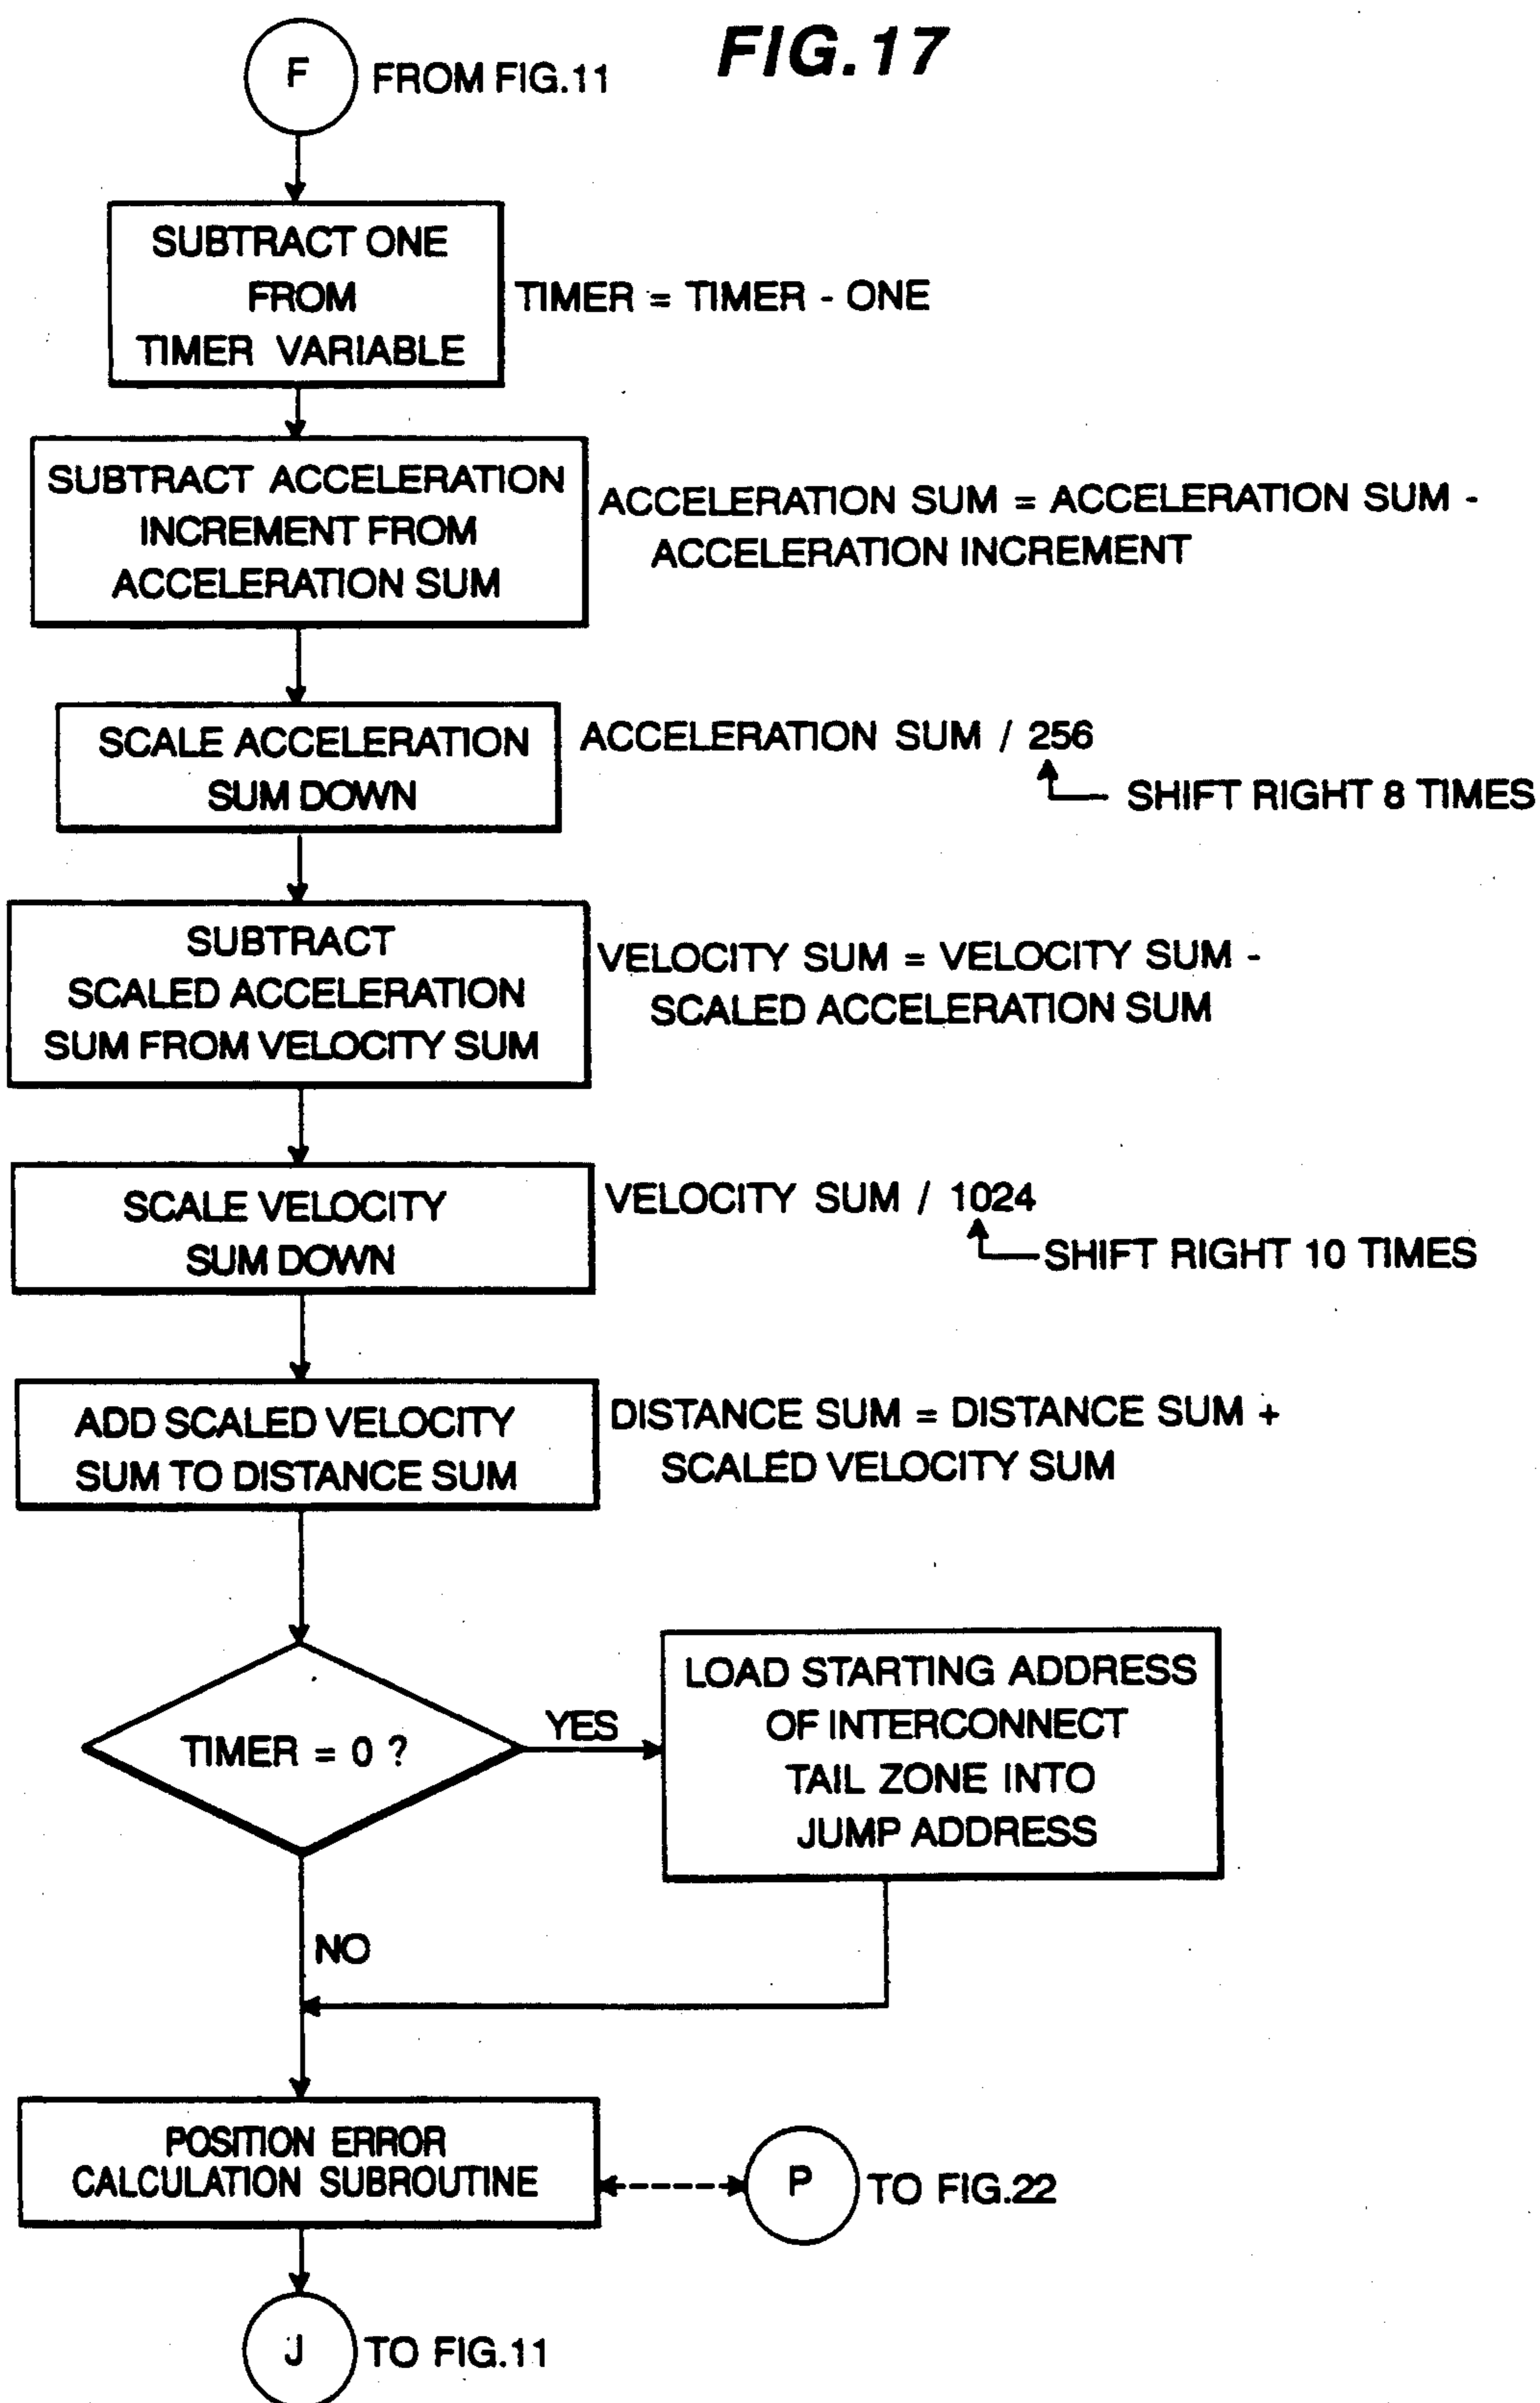 FIG.17
F
FROM FIG.11
SUBTRACT ONE
FROM
TIMER VARIABLE
TIMER = TIMER - ONE
SUBTRACT ACCELERATION
INCREMENT FROM
ACCELERATION SUM
ACCELERATION SUM = ACCELERATION SUM -
ACCELERATION INCREMENT
SCALE ACCELERATION
SUM DOWN
ACCELERATION SUM / 256
SHIFT RIGHT 8 TIMES
SUBTRACT
SCALED ACCELERATION
SUM FROM VELOCITY SUM
VELOCITY SUM = VELOCITY SUM -
SCALED ACCELERATION SUM
SCALE VELOCITY
SUM DOWN
VELOCITY SUM / 1024
SHIFT RIGHT 10 TIMES
ADD SCALED VELOCITY
SUM TO DISTANCE SUM
DISTANCE SUM = DISTANCE SUM +
SCALED VELOCITY SUM
TIMER = 0 ?
YES
LOAD STARTING ADDRESS
OF INTERCONNECT
TAIL ZONE INTO
JUMP ADDRESS
NO
POSITION ERROR
CALCULATION SUBROUTINE
P
TO FIG.22
J
TO FIG.11